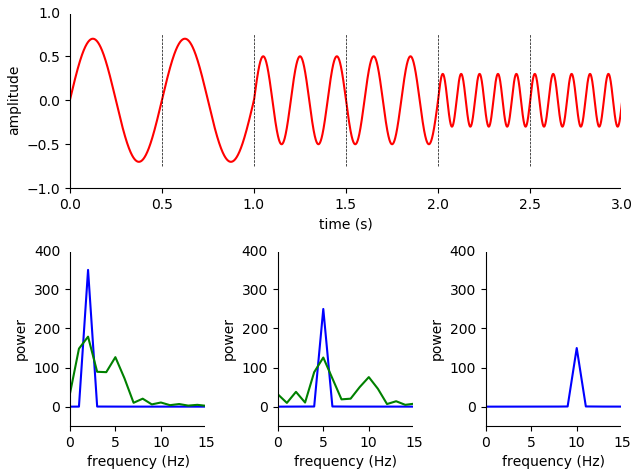 1.0
0.5
0.0
−0.5
−1.0
amplitude
0.0 0.5 1.0 1.5 2.0 2.5 3.0
time (s)
400 400 400
300 300 300
200 200 200
100 100 100
0 0 0
power power power
0 5 10 15 0 5 10 15 0 5 10 15
frequency (Hz) frequency (Hz) frequency (Hz)